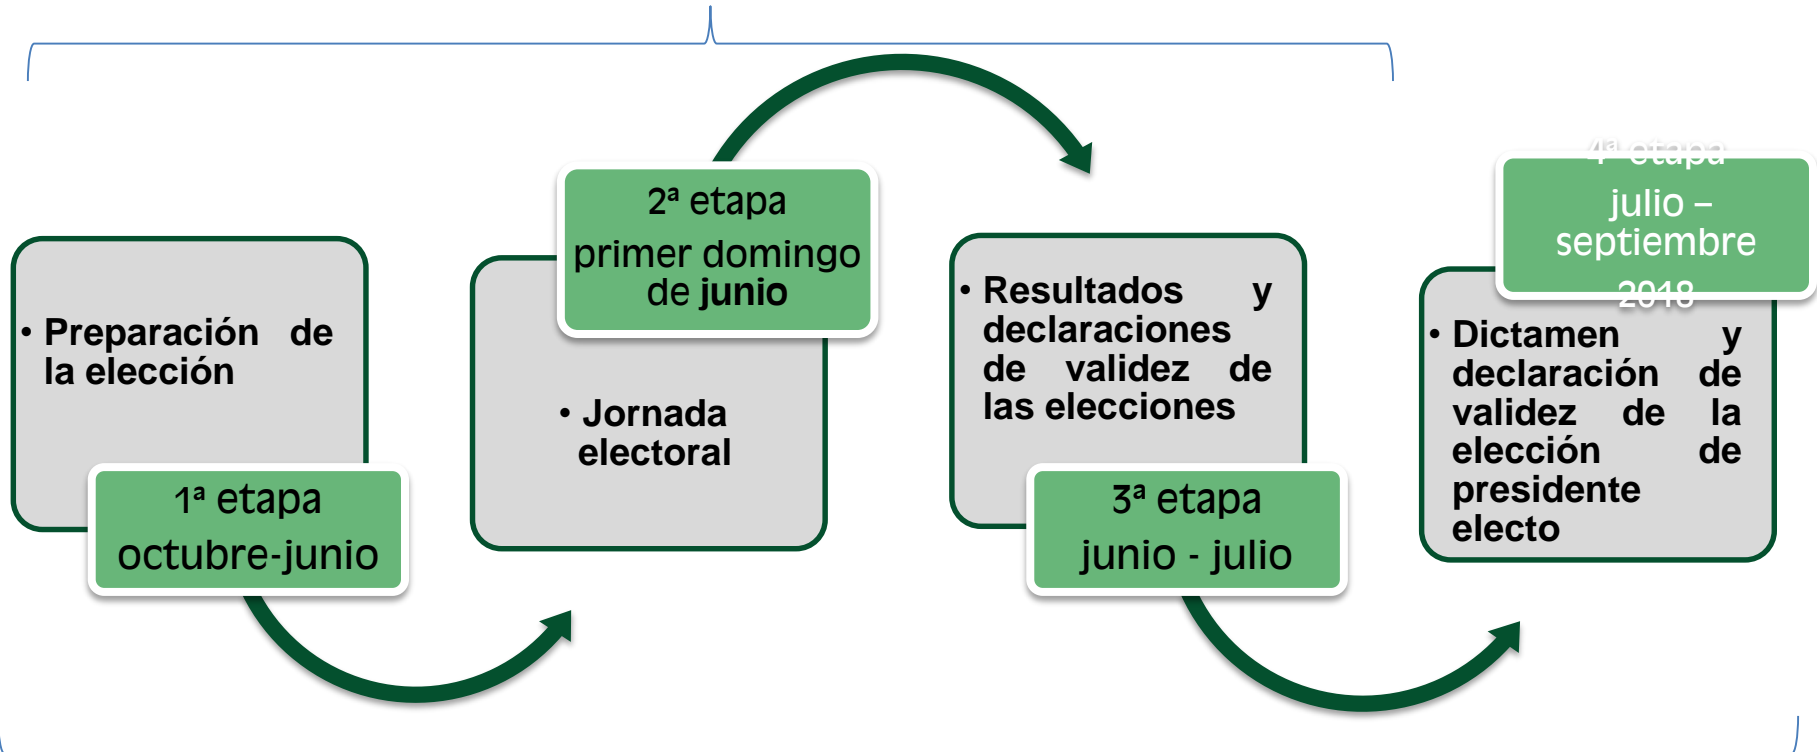 • Preparación de
la elección
1ª etapa
octubre-junio
2ª etapa
primer domingo
de junio
• Jornada
electoral
• Resultados y
declaraciones
de validez de
las elecciones
3ª etapa
junio - julio
4ª etapa
julio –
septiembre
2018
• Dictamen y
declaración de
validez de la
elección de
presidente
electo